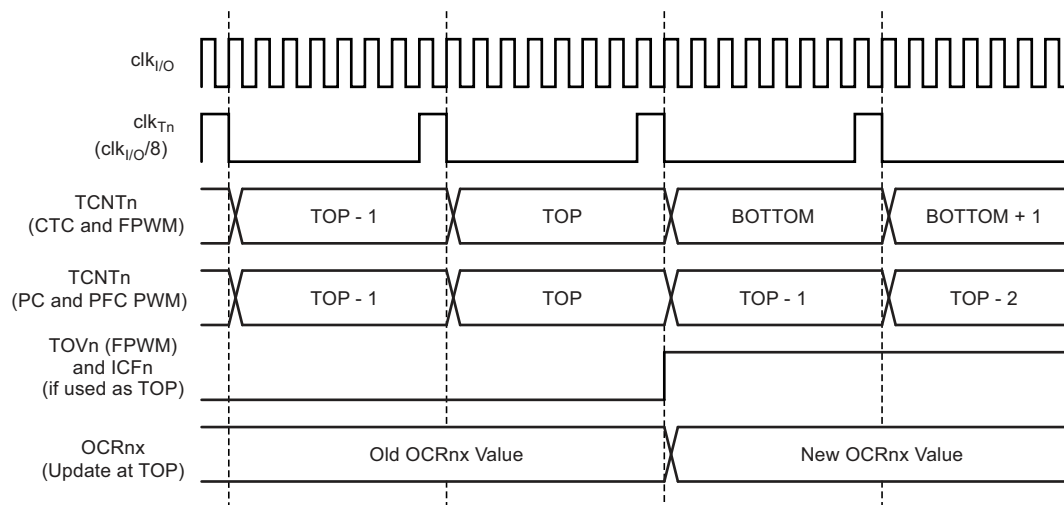 clkI/O
clkTn
(clkI/O/8)
TCNTn
(CTC and FPWM)
TOP - 1
TOP
BOTTOM
BOTTOM + 1
TCNTn
(PC and PFC PWM)
TOP - 1
TOP
TOP - 1
TOP - 2
TOVn (FPWM)
and ICFn
(if used as TOP)
OCRnx
(Update at TOP)
Old OCRnx Value
New OCRnx Value